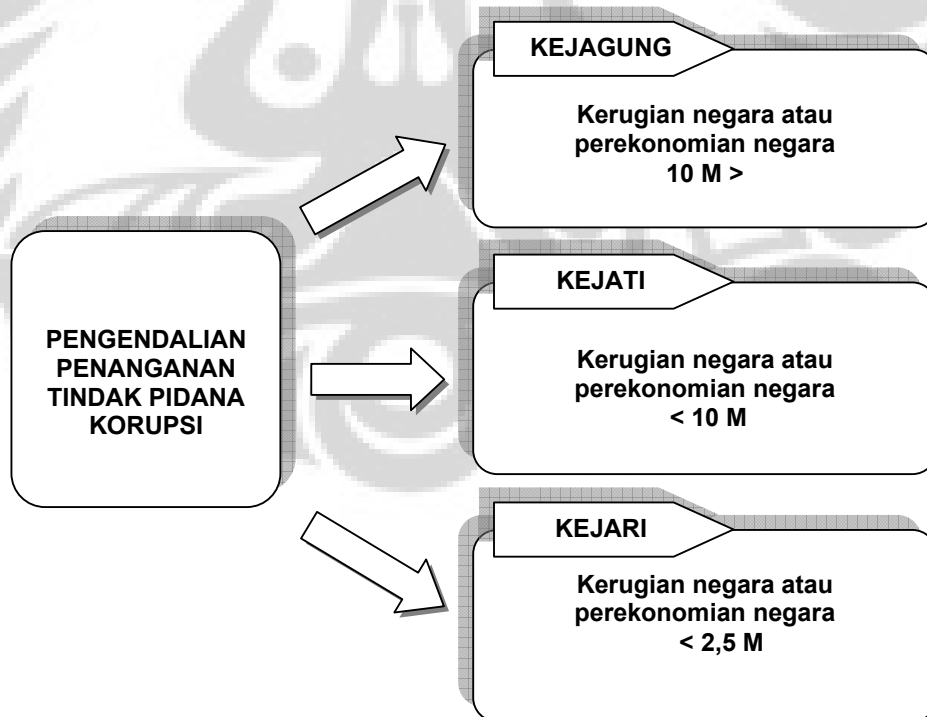 PENGENDALIAN
PENANGANAN
TINDAK PIDANA
KORUPSI
KEJAGUNG
Kerugian negara atau
perekonomian negara
10 M >
KEJATI
Kerugian negara atau
perekonomian negara
< 10 M
KEJARI
Kerugian negara atau
perekonomian negara
< 2,5 M